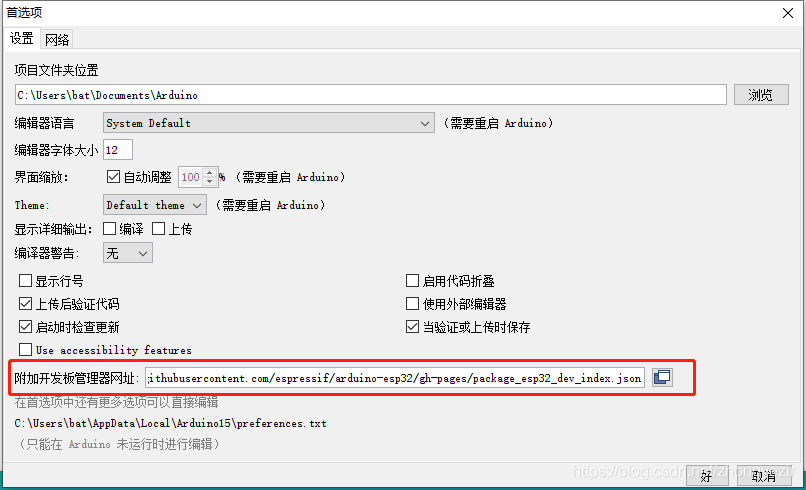 首选项
设置 网络
项目文件夹位置
C:\Users\bat\Documents\Arduino 浏览
编辑器语言 System Default (需要重启 Arduino)
编辑器字体大小 12
界面缩放: 自动调整 100 % (需要重启 Arduino)
Theme: Default theme (需要重启 Arduino)
显示详细输出: 编译 上传
编译器警告: 无
显示行号 启用代码折叠
上传后验证代码 使用外部编辑器
启动时检查更新 当验证或上传时保存
Use accessibility features
附加开发板管理器网址: ithubusercontent.com/espressif/arduino-esp32/gh-pages/package_esp32_dev_index.json
在首选项中还有更多选项可以直接编辑
C:\Users\bat\AppData\Local\Arduino15\preferences.txt
(只能在 Arduino 未运行时进行编辑)
好 取消